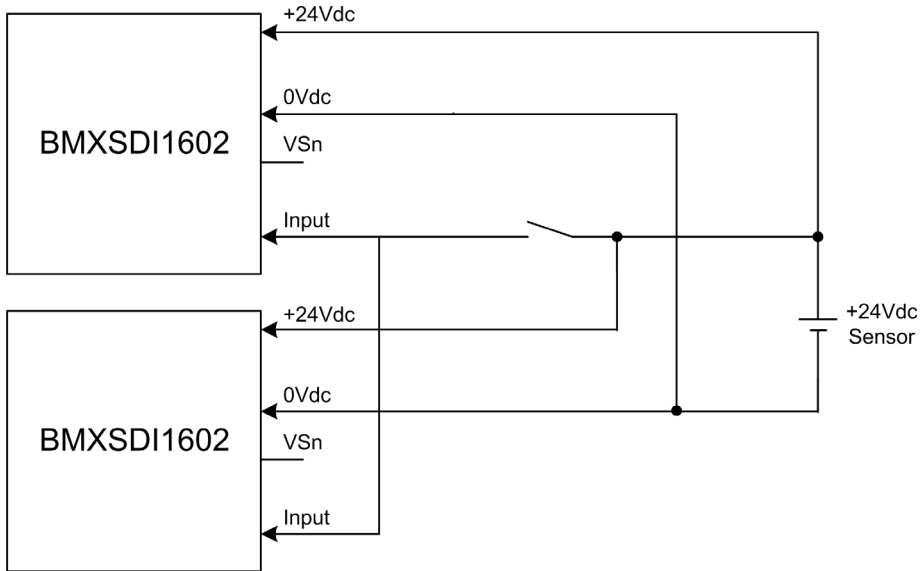 +24Vdc
0Vdc
BMXSDI1602
VSn
Input
+24Vdc
+24Vdc
Sensor
0Vdc
BMXSDI1602
VSn
Input